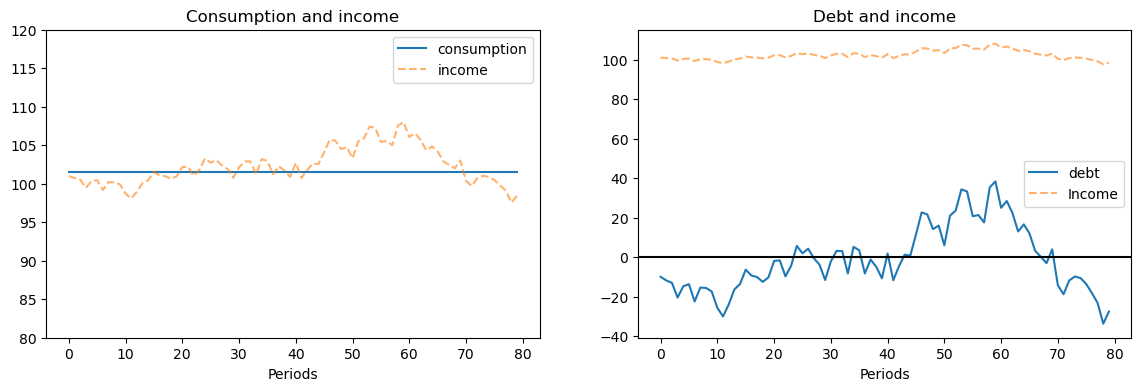 Consumption and income
120
115
110
105
100
95
90
85
80
consumption
income
0 10 20 30 40 50 60 70 80
Periods
Debt and income
100
80
60
40
20
0
−20
−40
debt
Income
0 10 20 30 40 50 60 70 80
Periods